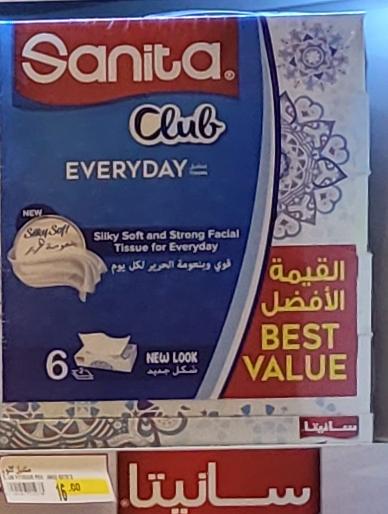 Sanita®
Club
EVERYDAY
NEW
Silky Soft
Silky Soft and Strong Facial
Tissue for Everyday
قوي وبنعومة الحرير لكل يوم
القيمة
الأفضل
BEST
VALUE
6
NEW LOOK
شكل جديد
سانيتا
16.00
سانيتا